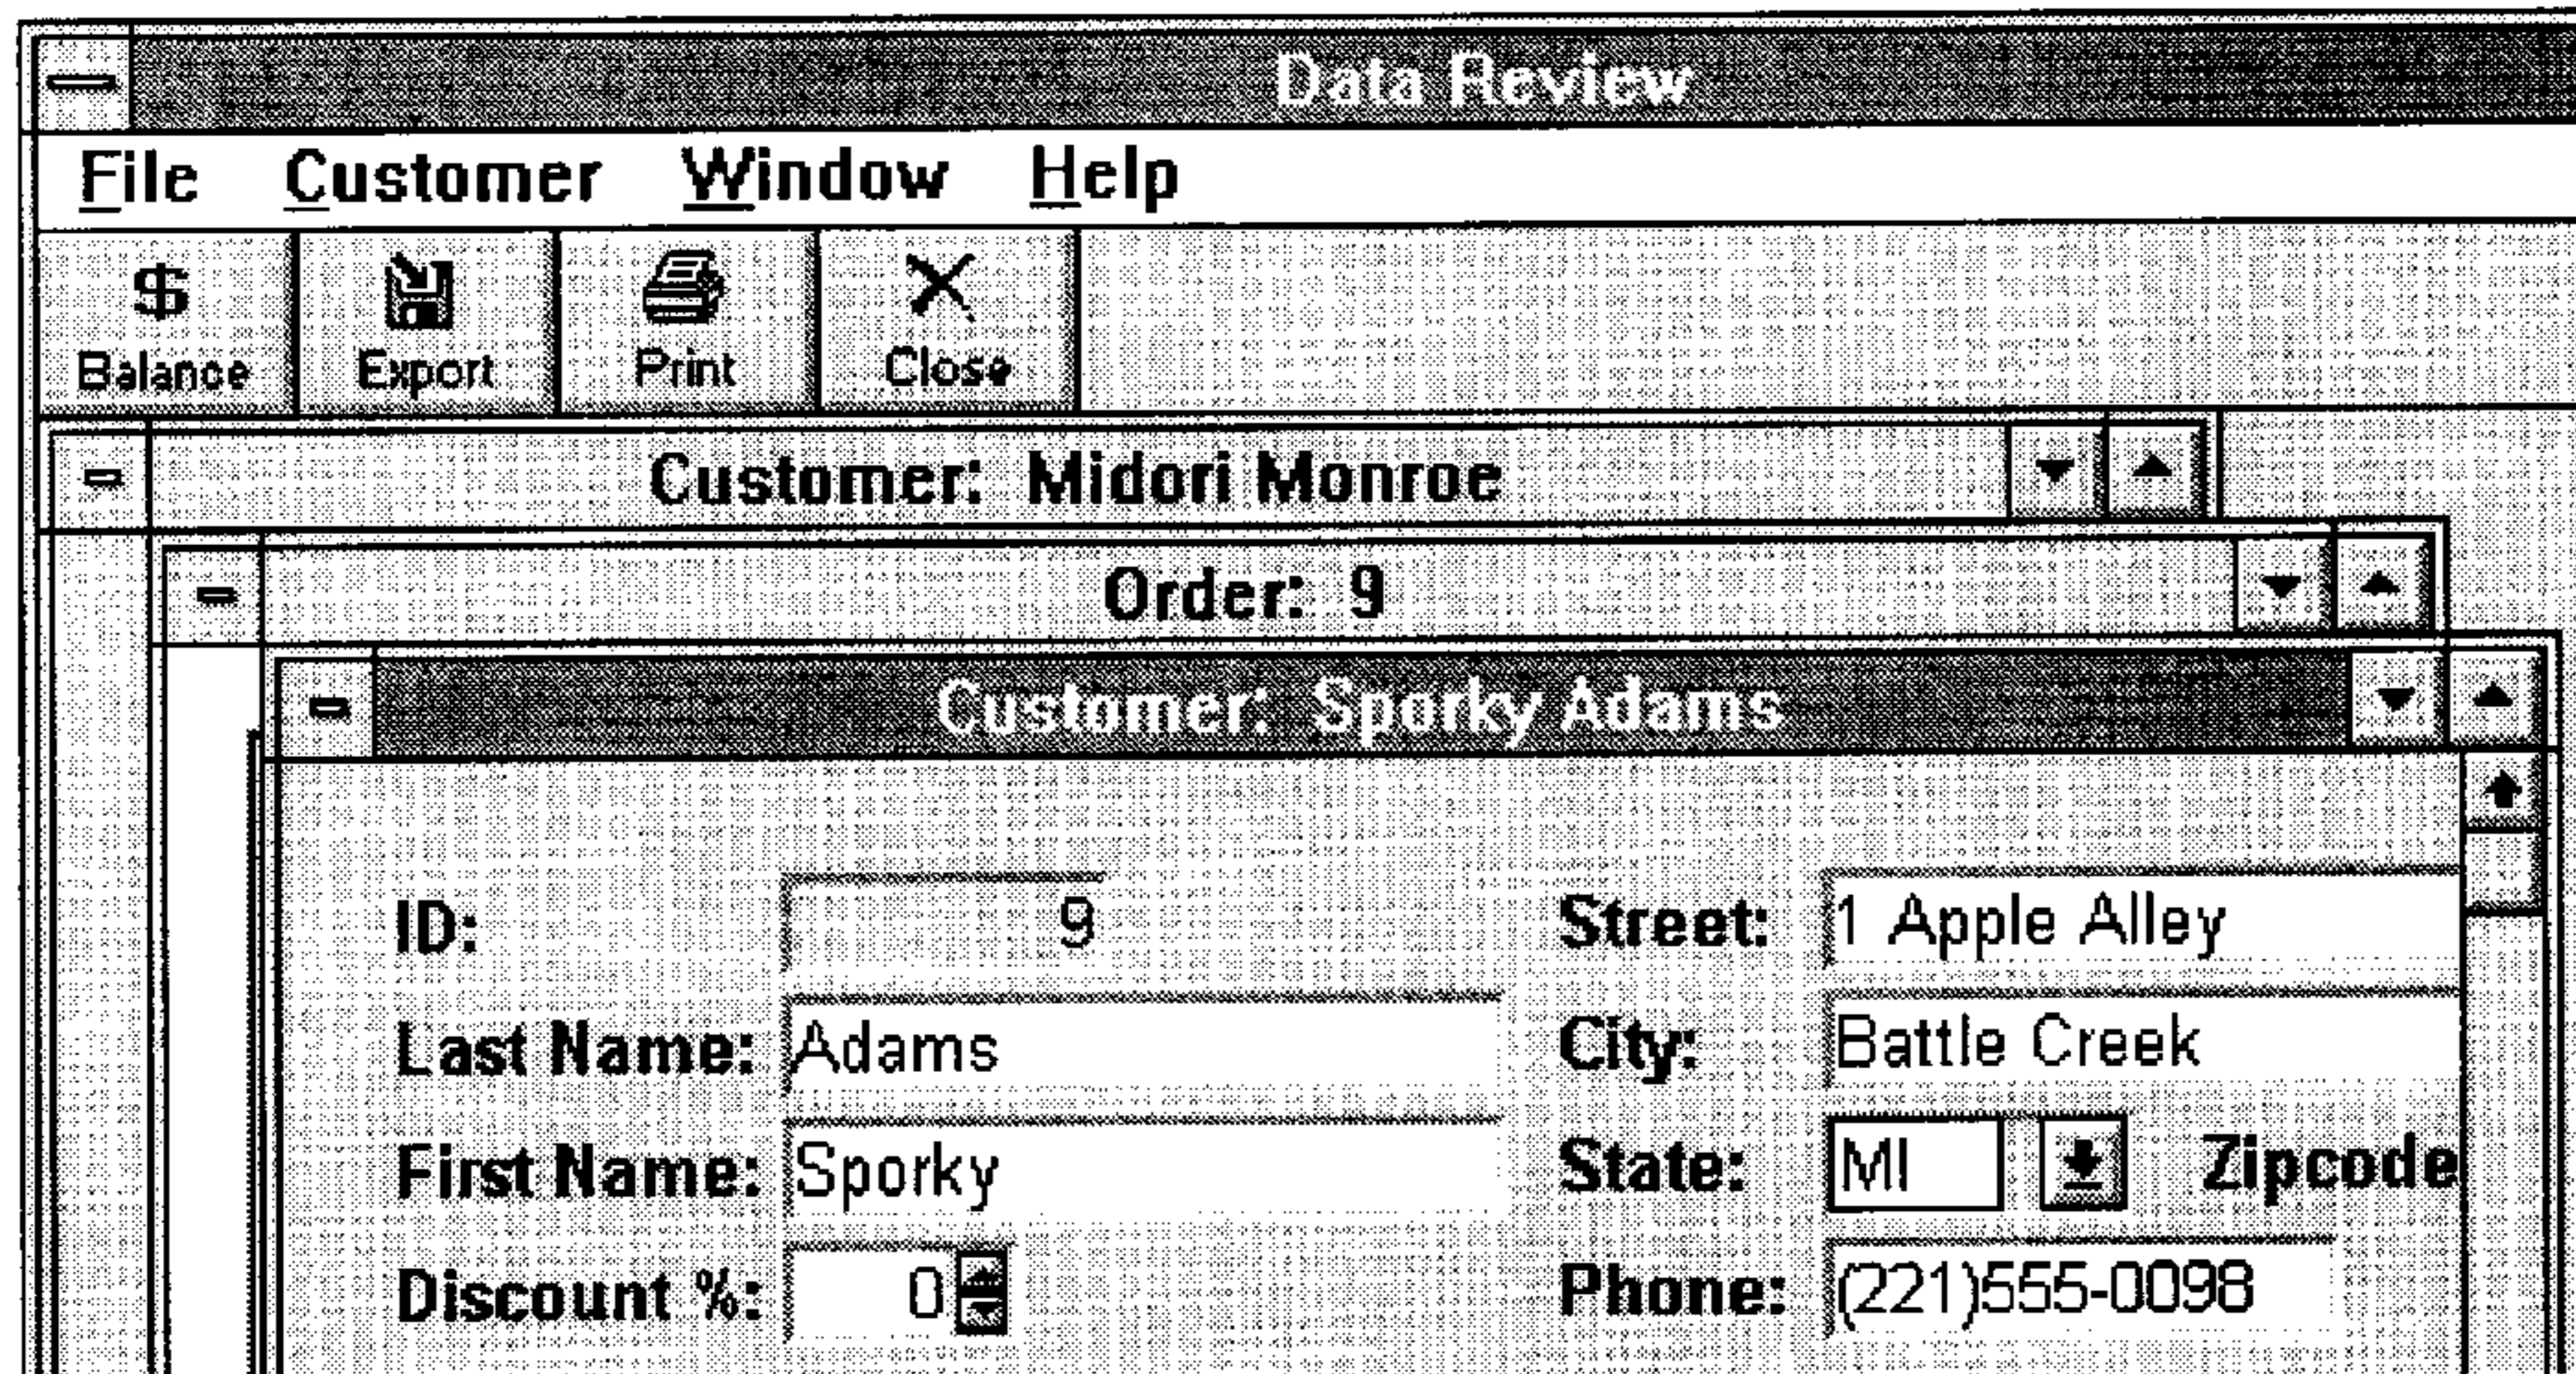 Data Review
File Customer Window Help
$
Balance Export Print Close
Customer: Midori Monroe
Order: 9
Customer: Sporky Adams
ID: 9 Street: 1 Apple Alley
Last Name: Adams City: Battle Creek
First Name: Sporky State: MI Zipcode
Discount %: 0 Phone: (221)555-0098